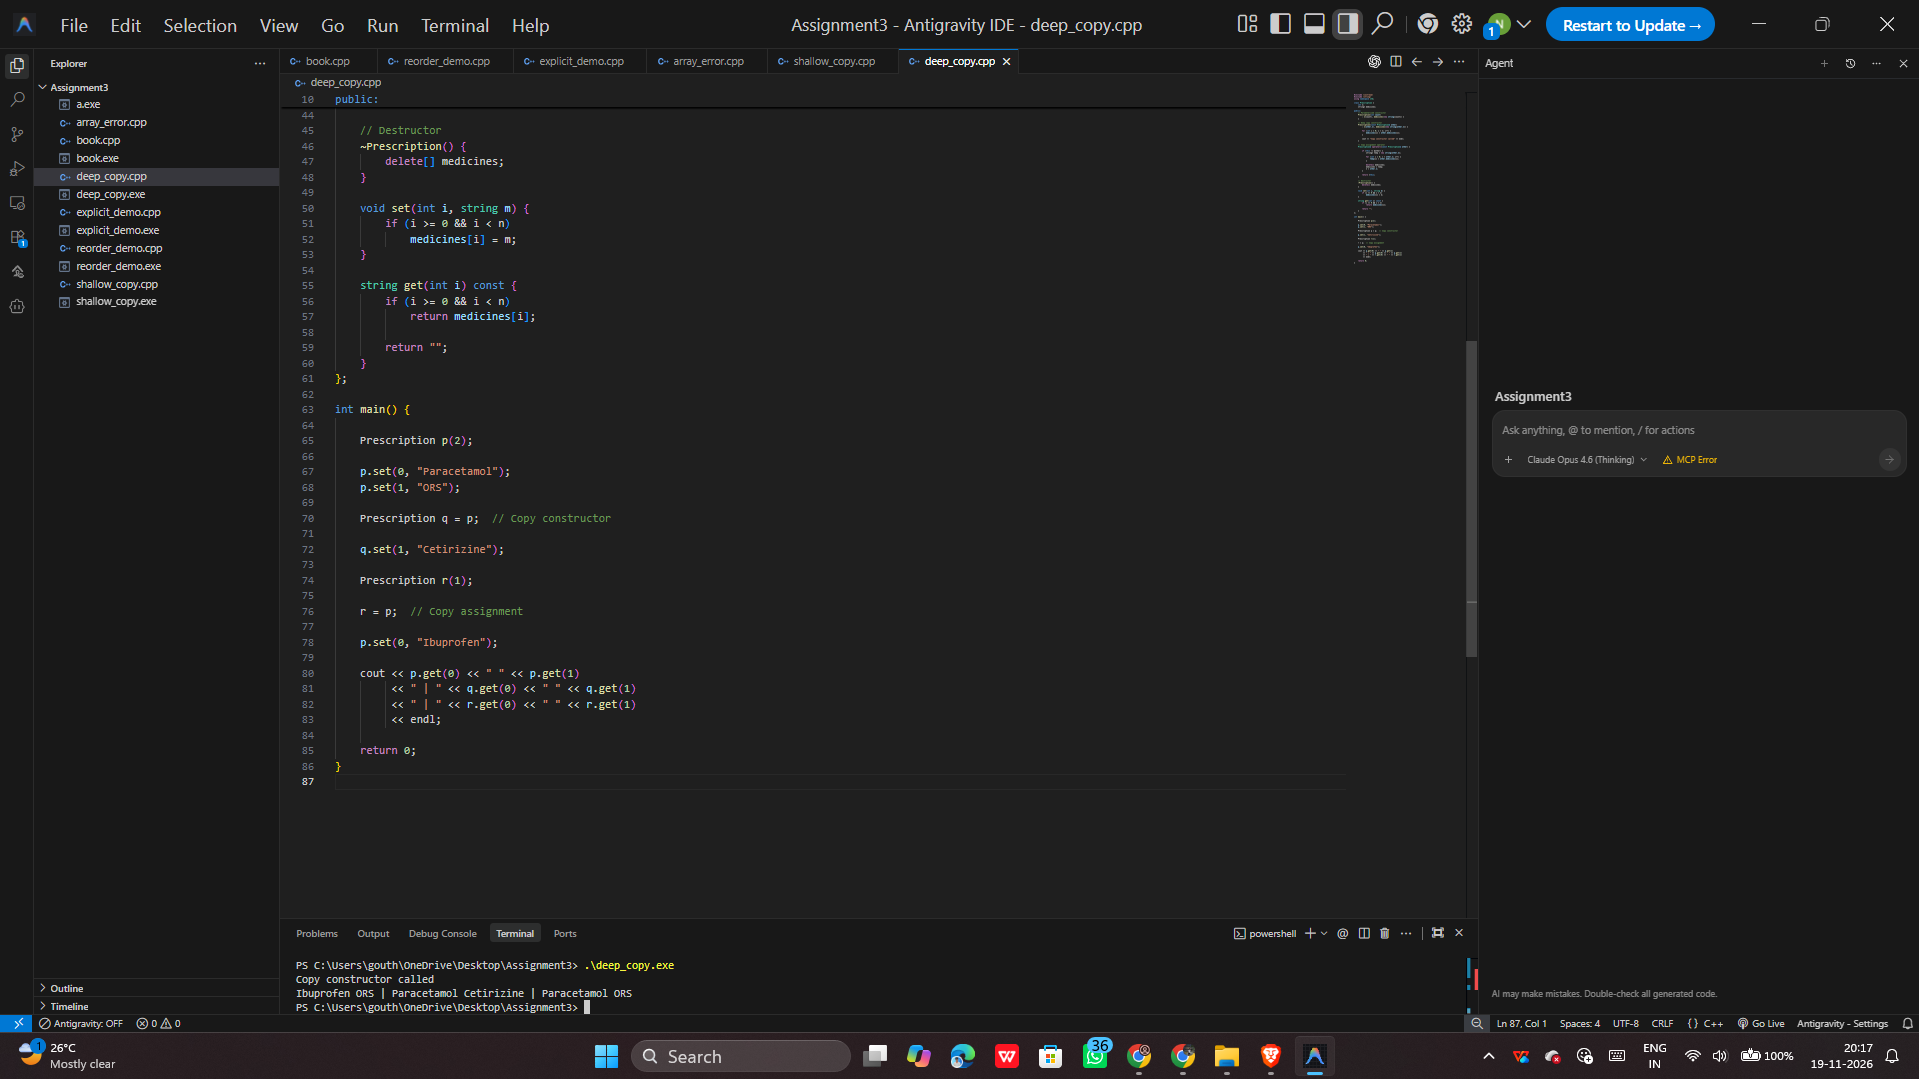 File Edit Selection View Go Run Terminal Help
Assignment3 - Antigravity IDE - deep_copy.cpp
1
Restart to Update →
Explorer
Assignment3
a.exe
array_error.cpp
book.cpp
book.exe
deep_copy.cpp
deep_copy.exe
explicit_demo.cpp
explicit_demo.exe
reorder_demo.cpp
reorder_demo.exe
shallow_copy.cpp
shallow_copy.exe
Outline
Timeline
book.cpp reorder_demo.cpp explicit_demo.cpp array_error.cpp shallow_copy.cpp deep_copy.cpp
deep_copy.cpp
10 public:
44
45 // Destructor
46 ~Prescription() {
47 delete[] medicines;
48 }
49
50 void set(int i, string m) {
51 if (i >= 0 && i < n)
52 medicines[i] = m;
53 }
54
55 string get(int i) const {
56 if (i >= 0 && i < n)
57 return medicines[i];
58
59 return "";
60 }
61 };
62
63 int main() {
64
65 Prescription p(2);
66
67 p.set(0, "Paracetamol");
68 p.set(1, "ORS");
69
70 Prescription q = p;  // Copy constructor
71
72 q.set(1, "Cetirizine");
73
74 Prescription r(1);
75
76 r = p;  // Copy assignment
77
78 p.set(0, "Ibuprofen");
79
80 cout << p.get(0) << " " << p.get(1)
81 << " | " << q.get(0) << " " << q.get(1)
82 << " | " << r.get(0) << " " << r.get(1)
83 << endl;
84
85 return 0;
86 }
87
Problems Output Debug Console Terminal Ports
powershell
PS C:\Users\gouth\OneDrive\Desktop\Assignment3> .\deep_copy.exe
Copy constructor called
Ibuprofen ORS | Paracetamol Cetirizine | Paracetamol ORS
PS C:\Users\gouth\OneDrive\Desktop\Assignment3>
Agent
Assignment3
Ask anything, @ to mention, / for actions
Claude Opus 4.6 (Thinking) MCP Error
AI may make mistakes. Double-check all generated code.
Antigravity: OFF 0 0
Ln 87, Col 1 Spaces: 4 UTF-8 CRLF {} C++ Go Live Antigravity - Settings
1
26°C
Mostly clear
Search
36
ENG
IN
100%
20:17
19-11-2026